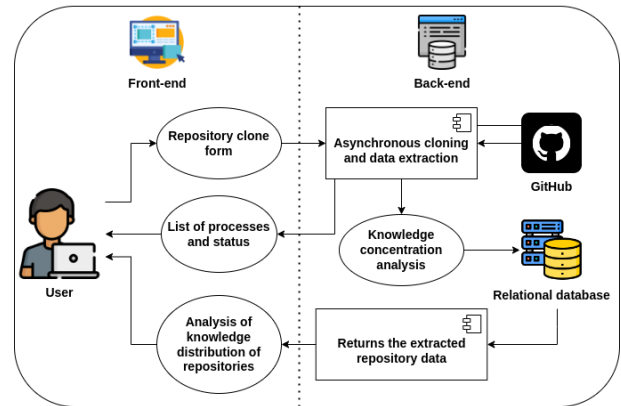 Front-end
Back-end
Repository clone
form
Asynchronous cloning
and data extraction
GitHub
List of processes
and status
Knowledge
concentration
analysis
User
Relational database
Analysis of
knowledge
distribution of
repositories
Returns the extracted
repository data